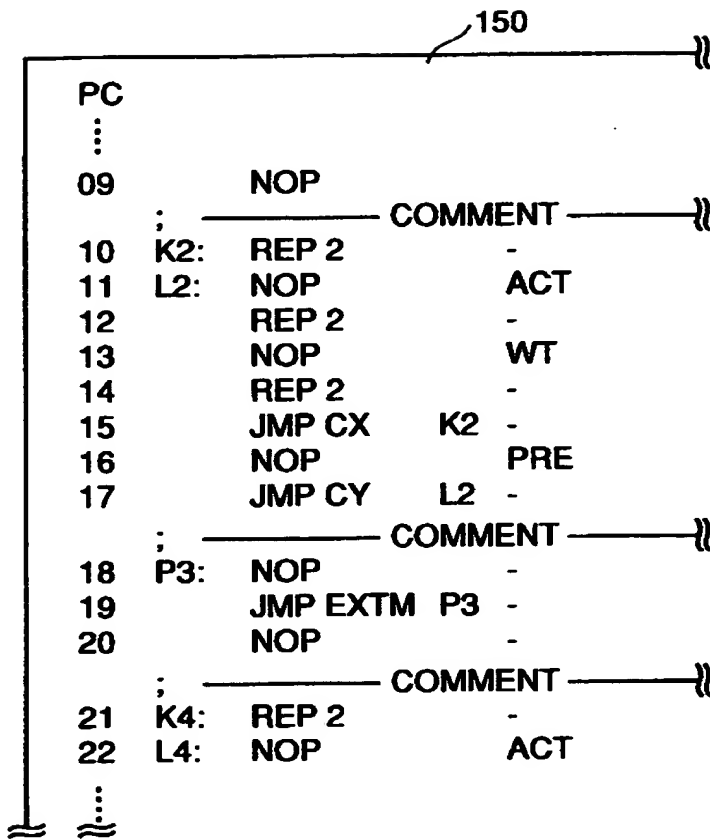 150
PC
09 NOP
; COMMENT
10 K2: REP 2 -
11 L2: NOP ACT
12 REP 2 -
13 NOP WT
14 REP 2 -
15 JMP CX K2 -
16 NOP PRE
17 JMP CY L2 -
; COMMENT
18 P3: NOP -
19 JMP EXTM P3 -
20 NOP -
; COMMENT
21 K4: REP 2 -
22 L4: NOP ACT